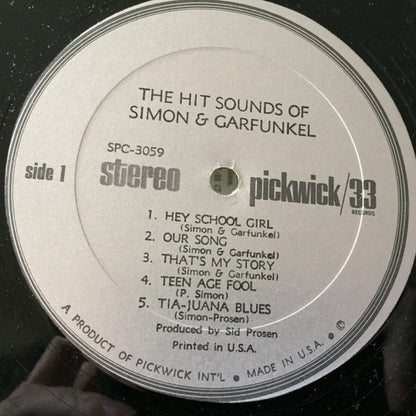 THE HIT SOUNDS OF
SIMON & GARFUNKEL
SPC-3059
side 1 stereo pickwick/33
RECORDS
1. HEY SCHOOL GIRL
(Simon & Garfunkel)
2. OUR SONG
(Simon & Garfunkel)
3. THAT'S MY STORY
(Simon & Garfunkel)
4. TEEN AGE FOOL
(P. Simon)
5. TIA-JUANA BLUES
(Simon-Prosen)
Produced by Sid Prosen
Printed in U.S.A.
A PRODUCT OF PICKWICK INT'L • MADE IN U.S.A. • ©